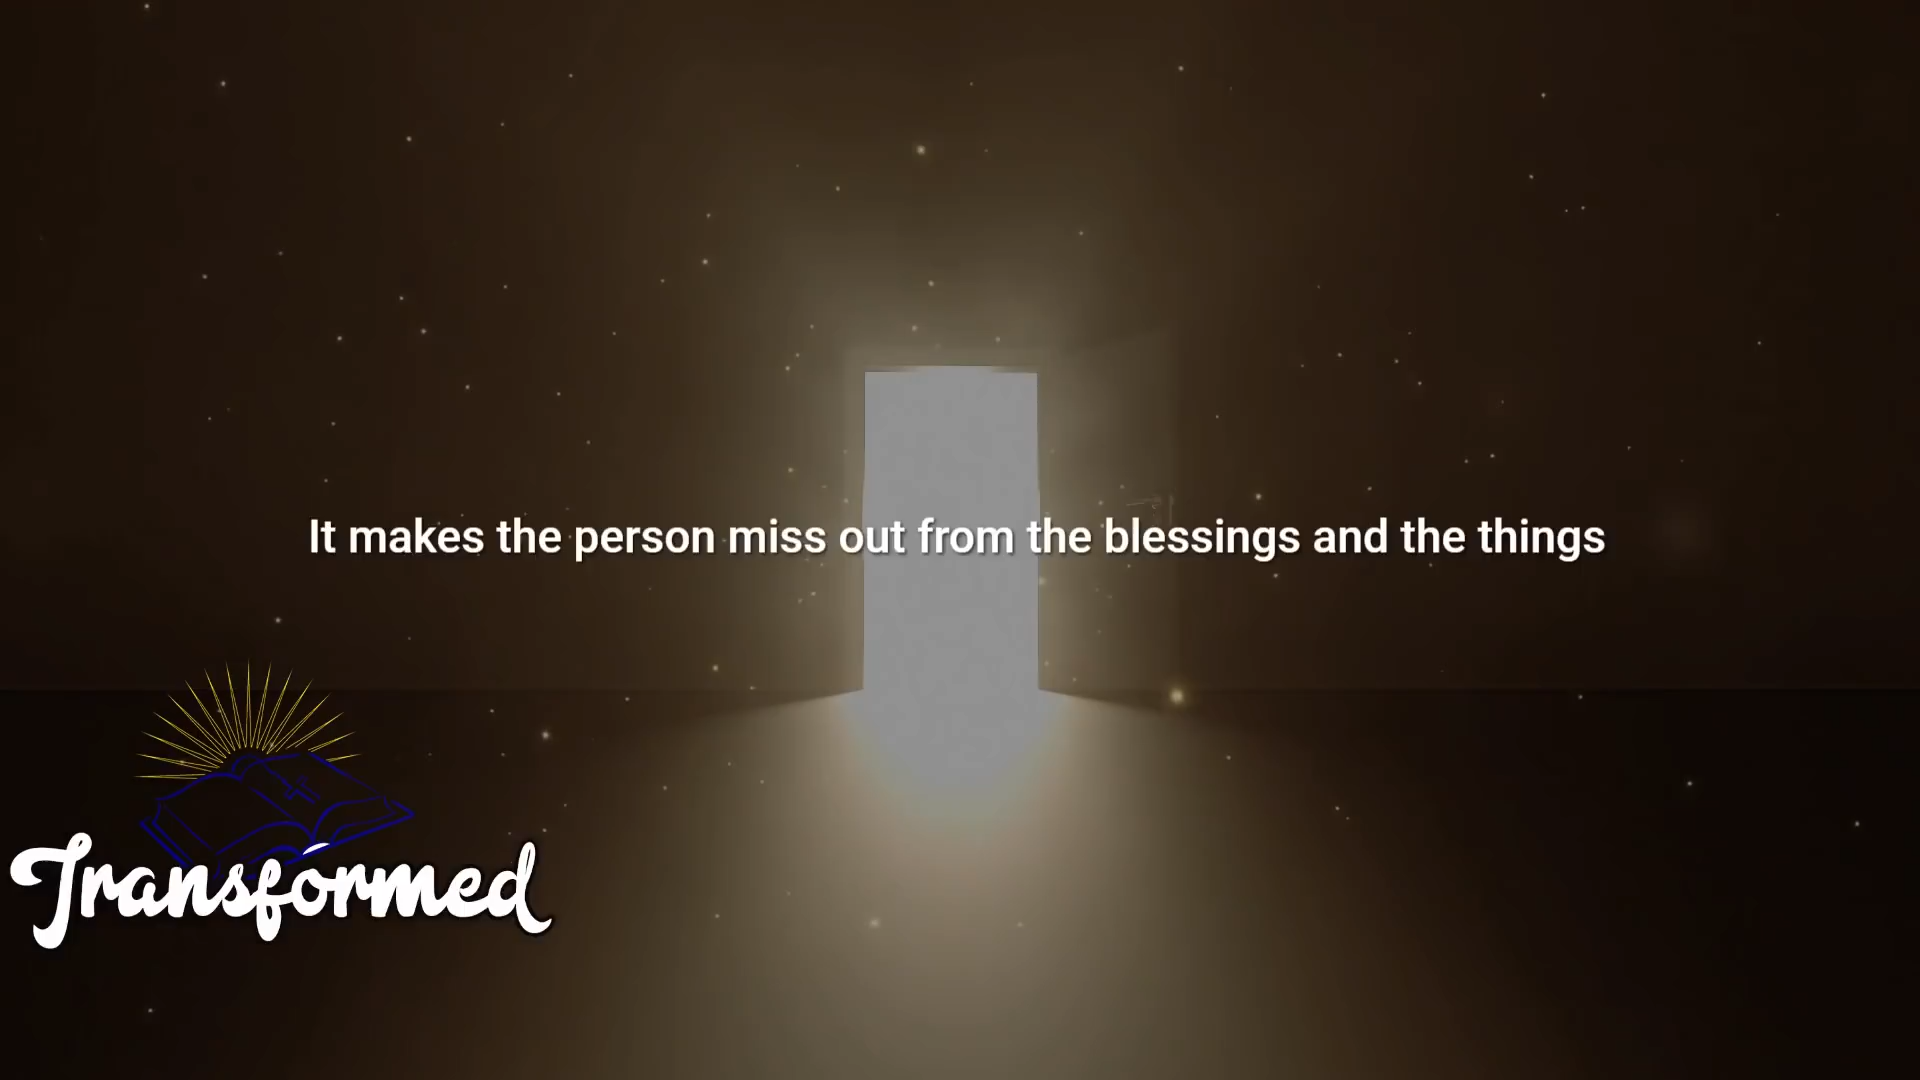 It makes the person miss out from the blessings and the things
Transformed